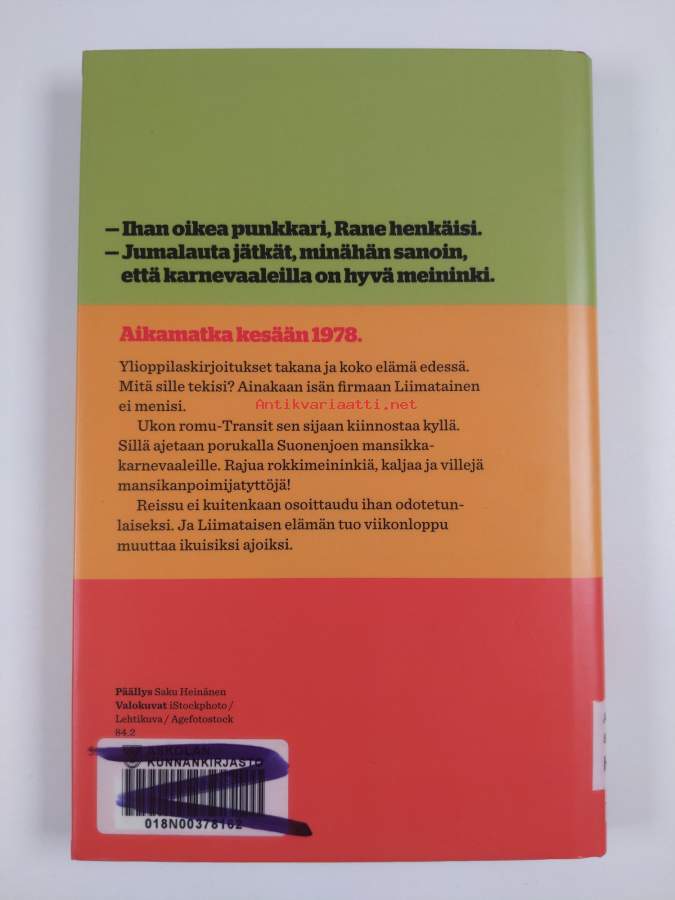 – Ihan oikea punkkari, Rane henkäisi.
– Jumalauta jätkät, minähän sanoin,
että karnevaaleilla on hyvä meininki.
Aikamatka kesään 1978.
Ylioppilaskirjoitukset takana ja koko elämä edessä.
Mitä sille tekisi? Ainakaan isän firmaan Liimatainen
ei menisi.
Antikvariaatti.net
Ukon romu-Transit sen sijaan kiinnostaa kyllä.
Sillä ajetaan porukalla Suonenjoen mansikka-
karnevaaleille. Rajua rokkimeininkiä, kaljaa ja villejä
mansikanpoimijatyttöjä!
Reissu ei kuitenkaan osoittaudu ihan odotetun-
laiseksi. Ja Liimataisen elämän tuo viikonloppu
muuttaa ikuisiksi ajoiksi.
Päällys Saku Heinänen
Valokuvat iStockphoto /
Lehtikuva / Agefotostock
84.2
ASKOLAN
KUNNANKIRJASTO
018N00378162